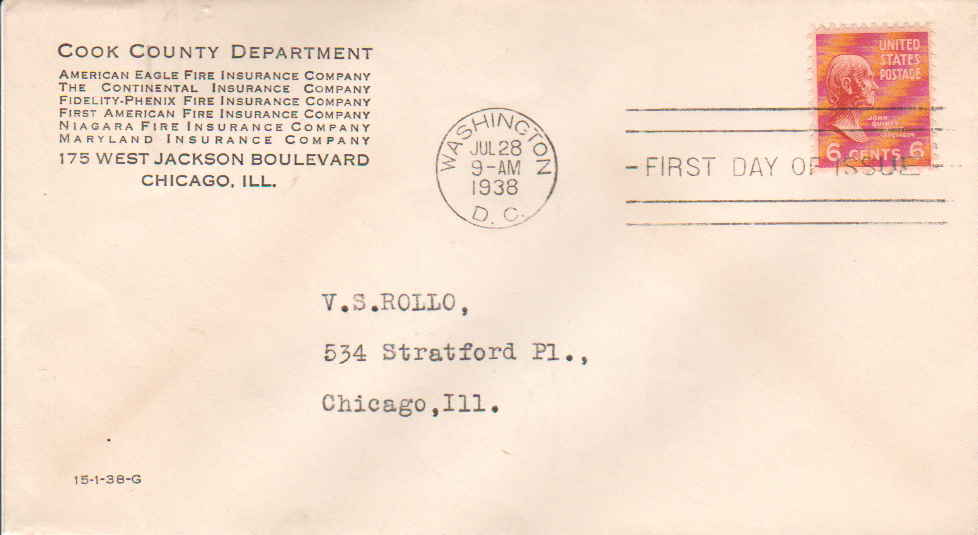 COOK COUNTY DEPARTMENT
AMERICAN EAGLE FIRE INSURANCE COMPANY
THE CONTINENTAL INSURANCE COMPANY
FIDELITY-PHENIX FIRE INSURANCE COMPANY
FIRST AMERICAN FIRE INSURANCE COMPANY
NIAGARA FIRE INSURANCE COMPANY
MARYLAND INSURANCE COMPANY
175 WEST JACKSON BOULEVARD
CHICAGO, ILL.
WASHINGTON
JUL 28
9-AM
1938
D. C.
UNITED
STATES
POSTAGE
JOHN
QUINCY
6 CENTS 6
-FIRST DAY OF ISSUE-
V.S.ROLLO,
534 Stratford Pl.,
Chicago,Ill.
15-1-38-G